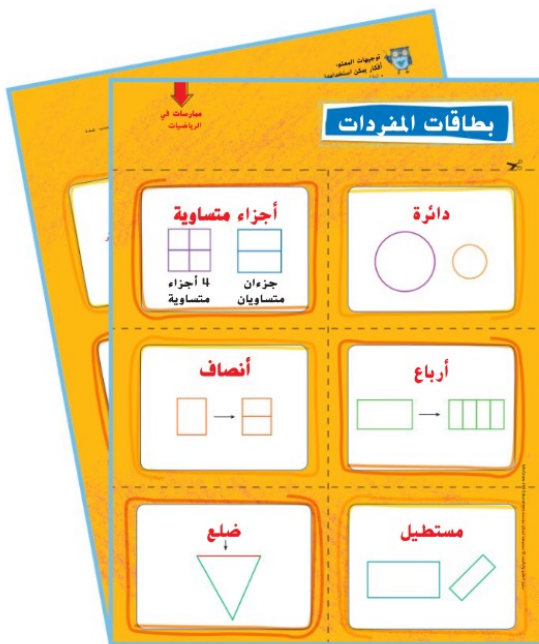 توجيهات المعلم:
أفكار يمكن استخدامها
ممارسات في
الرياضيات
بطاقات المفردات
دائرة
أجزاء متساوية
جزءان
متساويان
4 أجزاء
متساوية
أرباع
أنصاف
مستطيل
ضلع